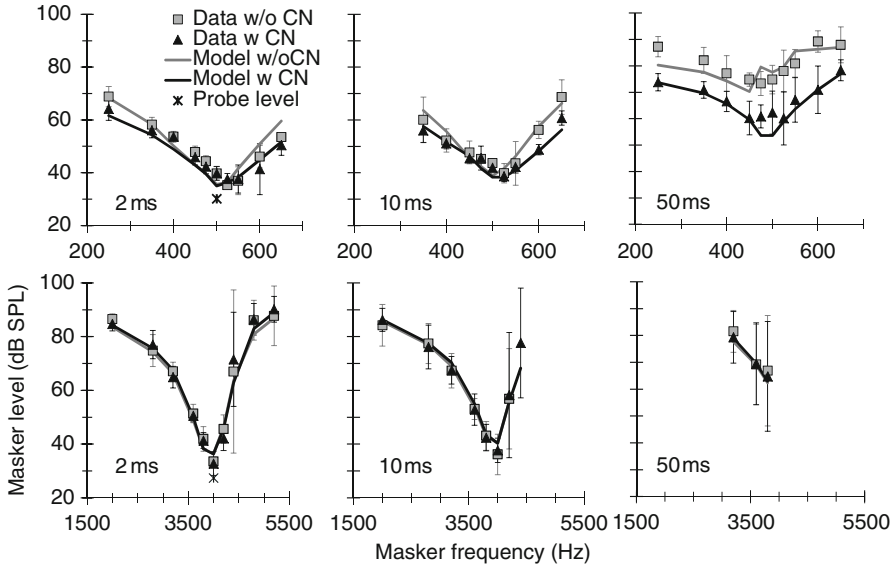 100
80
60
40
20
Data w/o CN
Data w CN
Model w/oCN
Model w CN
Probe level
2 ms
10 ms
50 ms
200 400 600
200 400 600
200 400 600
100
80
60
40
20
2 ms
10 ms
50 ms
1500 3500 5500
1500 3500 5500
1500 3500 5500
Masker level (dB SPL)
Masker frequency (Hz)